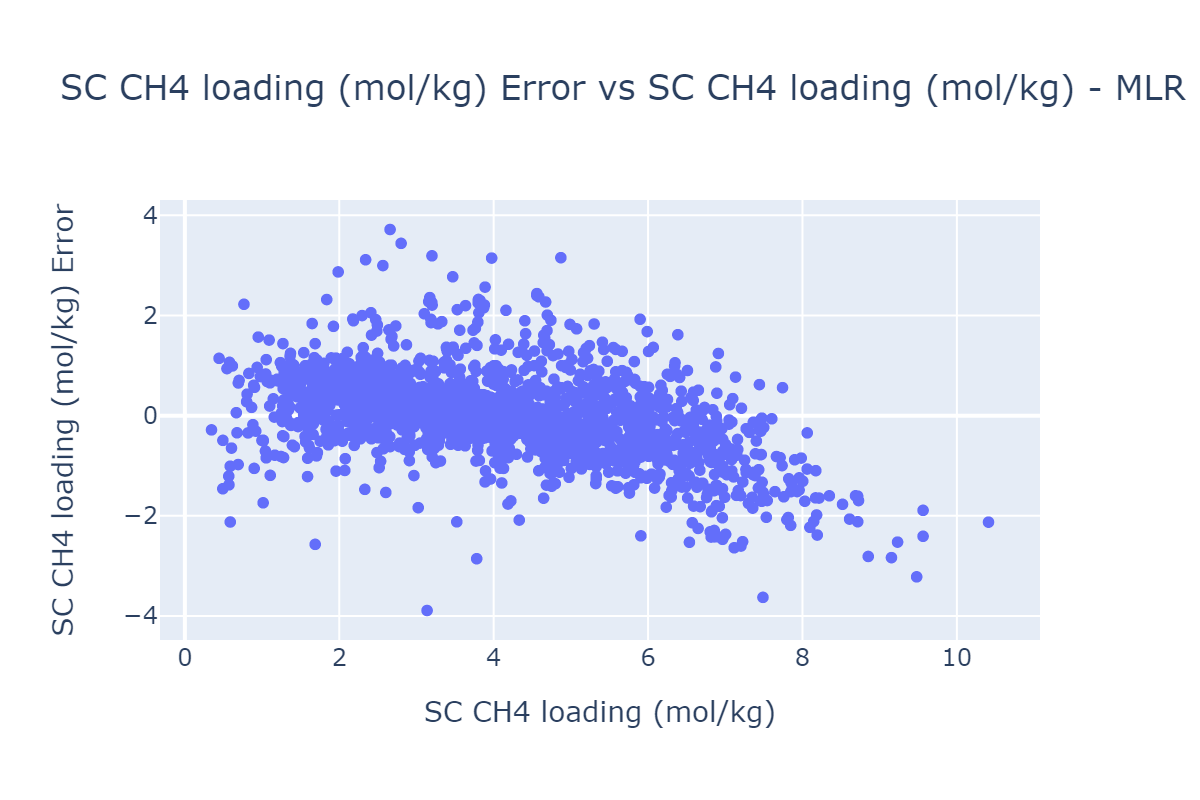 SC CH4 loading (mol/kg) Error vs SC CH4 loading (mol/kg) - MLR
SC CH4 loading (mol/kg) Error
4
2
0
−2
−4
0 2 4 6 8 10
SC CH4 loading (mol/kg)